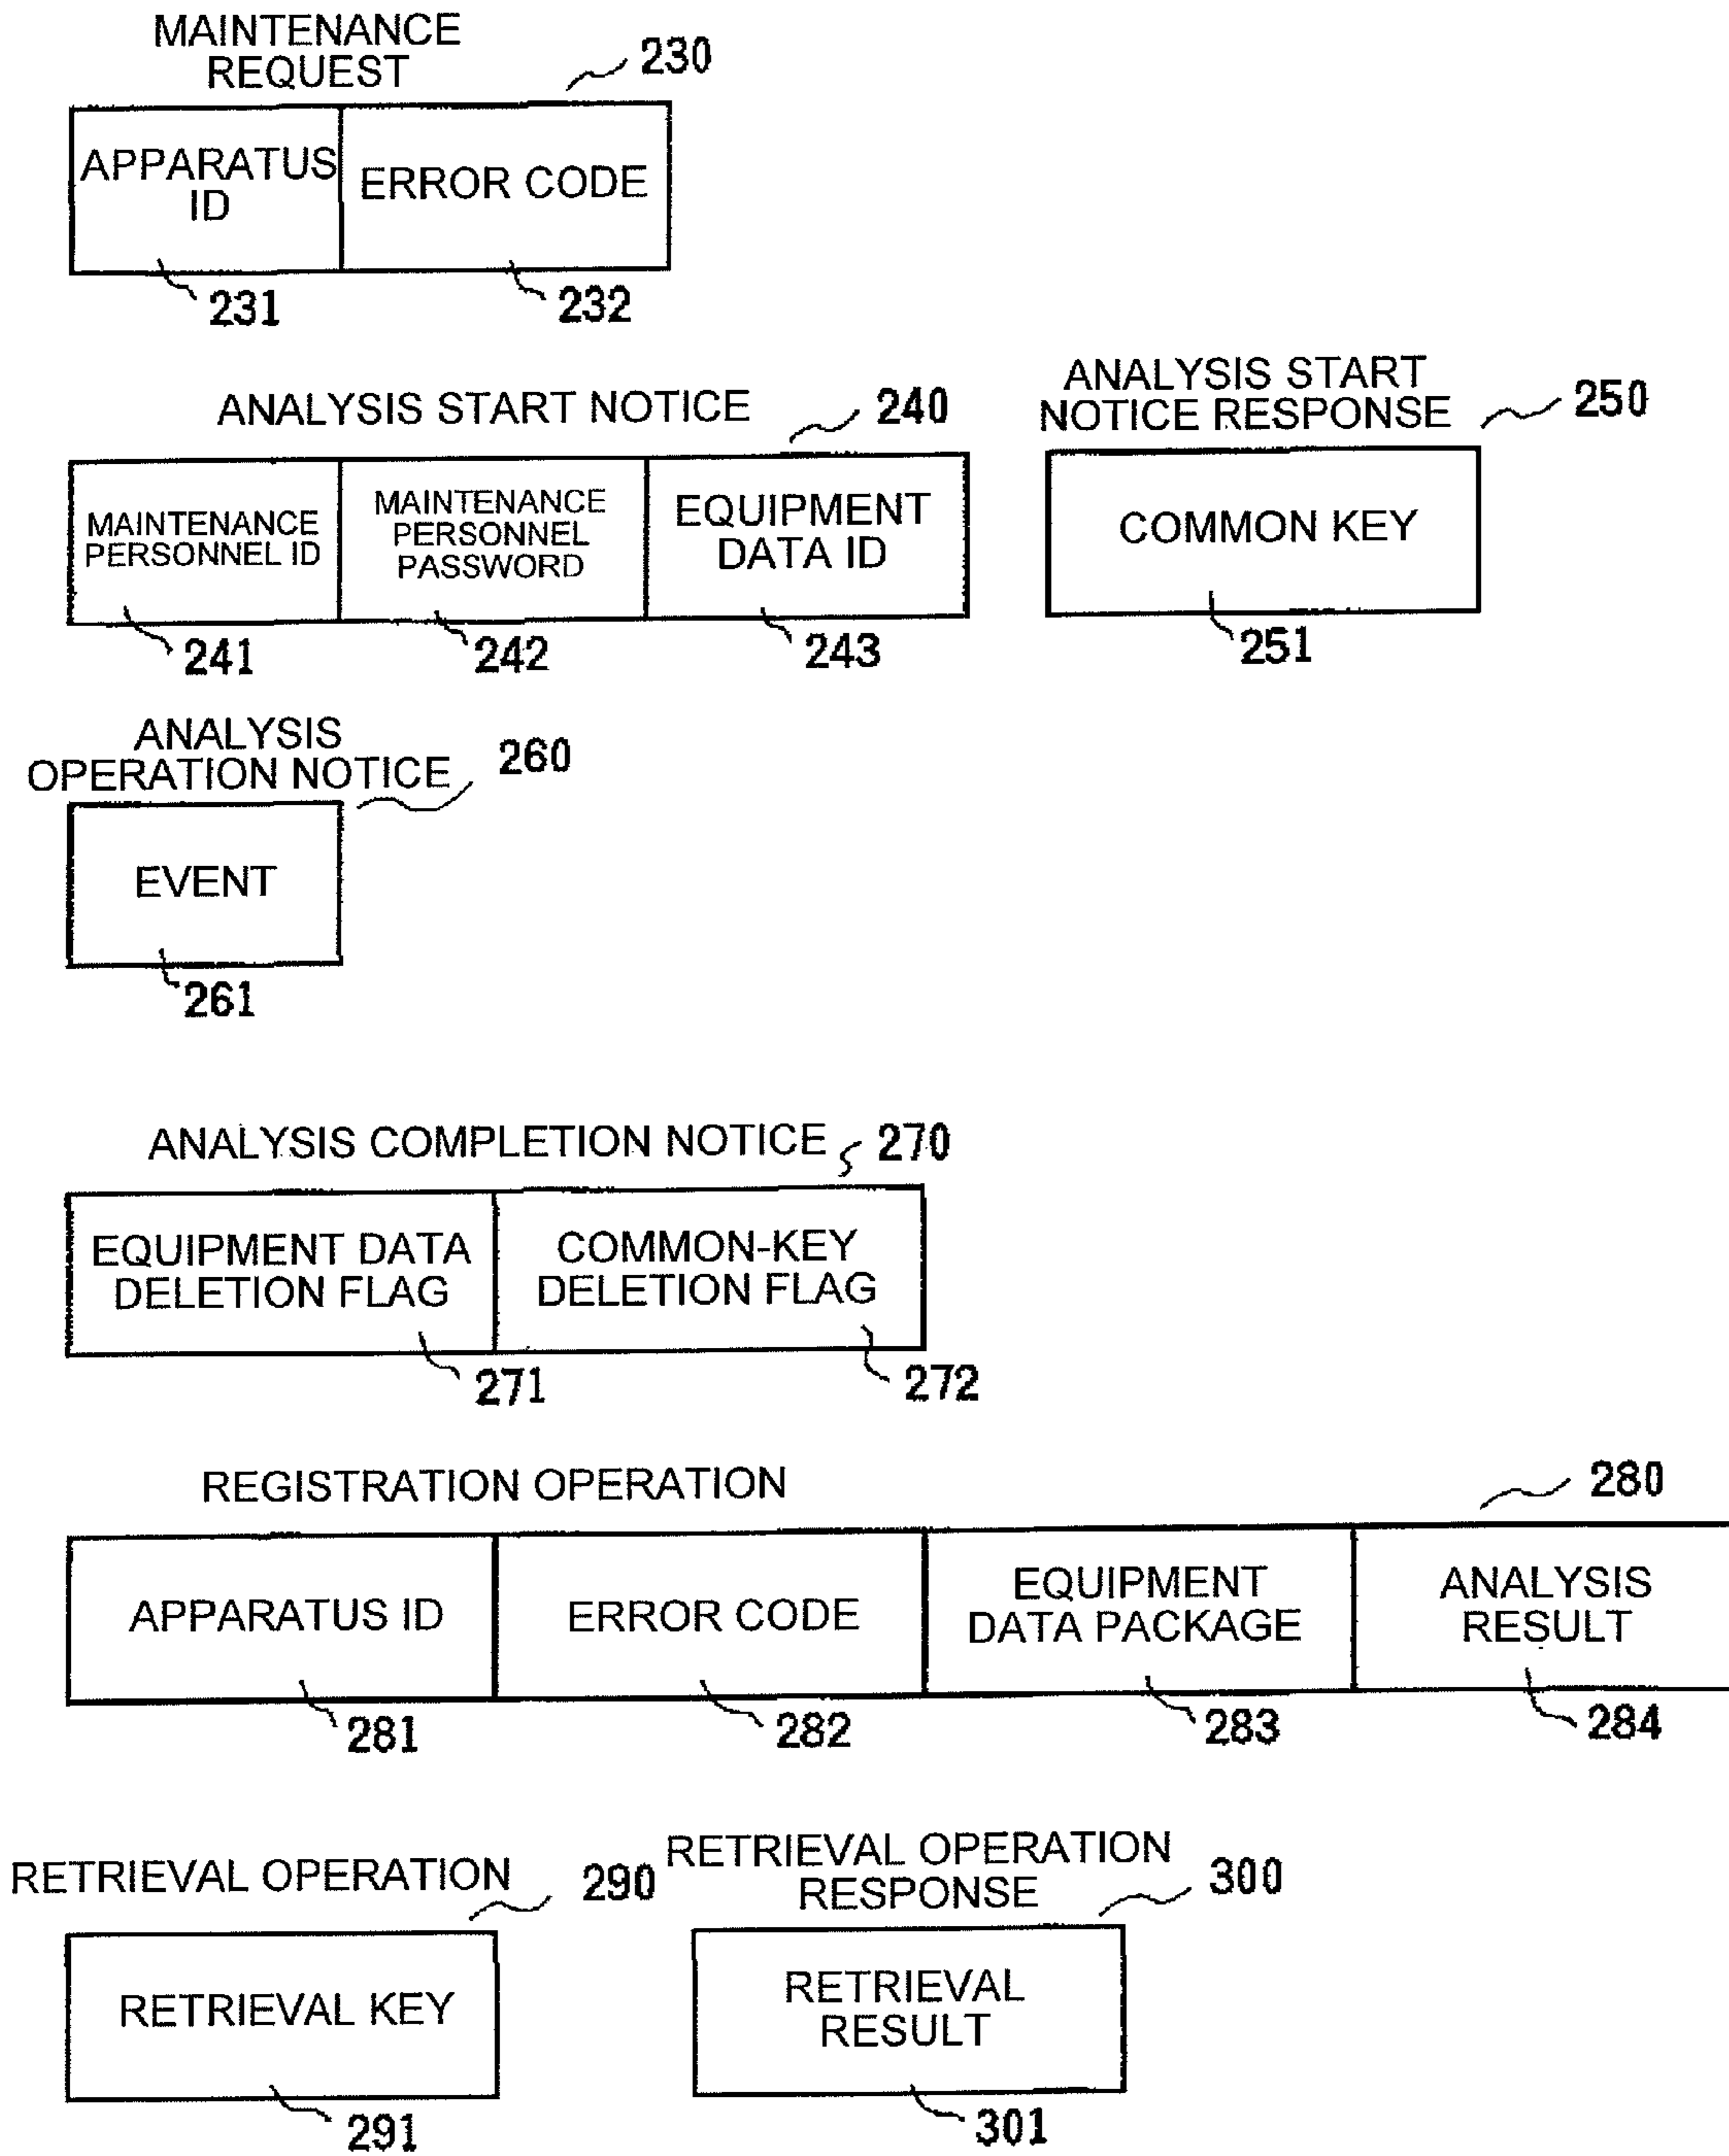 MAINTENANCE
REQUEST
230
APPARATUS
ID
ERROR CODE
231
232
ANALYSIS START NOTICE
240
MAINTENANCE
PERSONNEL ID
MAINTENANCE
PERSONNEL
PASSWORD
EQUIPMENT
DATA ID
241
242
243
ANALYSIS START
NOTICE RESPONSE
250
COMMON KEY
251
ANALYSIS
OPERATION NOTICE
260
EVENT
261
ANALYSIS COMPLETION NOTICE
270
EQUIPMENT DATA
DELETION FLAG
COMMON-KEY
DELETION FLAG
271
272
REGISTRATION OPERATION
280
APPARATUS ID
ERROR CODE
EQUIPMENT
DATA PACKAGE
ANALYSIS
RESULT
281
282
283
284
RETRIEVAL OPERATION
290
RETRIEVAL KEY
291
RETRIEVAL OPERATION
RESPONSE
300
RETRIEVAL
RESULT
301